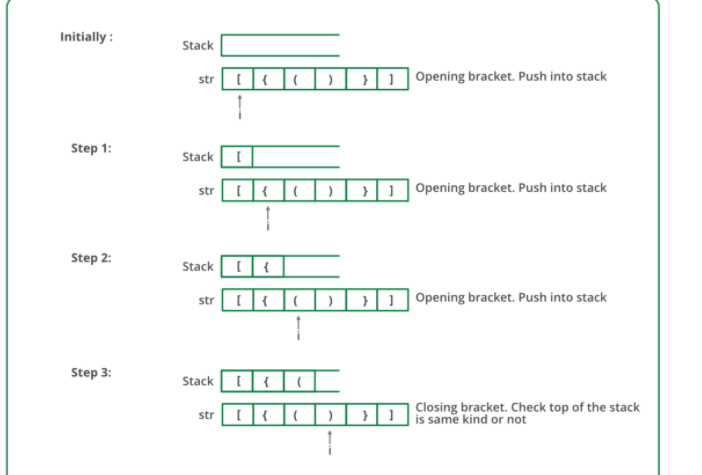 Initially :
Stack
str [ { ( ) } ] Opening bracket. Push into stack
i
Step 1:
Stack [
str [ { ( ) } ] Opening bracket. Push into stack
i
Step 2:
Stack [ {
str [ { ( ) } ] Opening bracket. Push into stack
i
Step 3:
Stack [ { (
str [ { ( ) } ] Closing bracket. Check top of the stack
is same kind or not
i